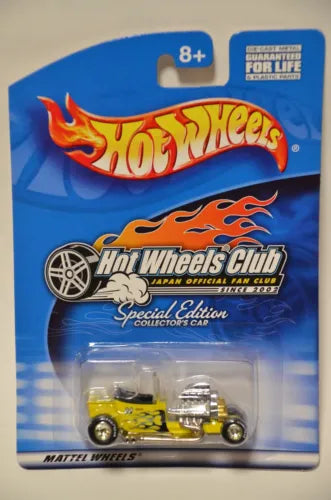 8+
DIE-CAST METAL
GUARANTEED
FOR LIFE
& PLASTIC PARTS
Hot Wheels
®
Hot Wheels Club
JAPAN OFFICIAL FAN CLUB
SINCE 2002
Special Edition
COLLECTOR'S CAR
MATTEL WHEELS